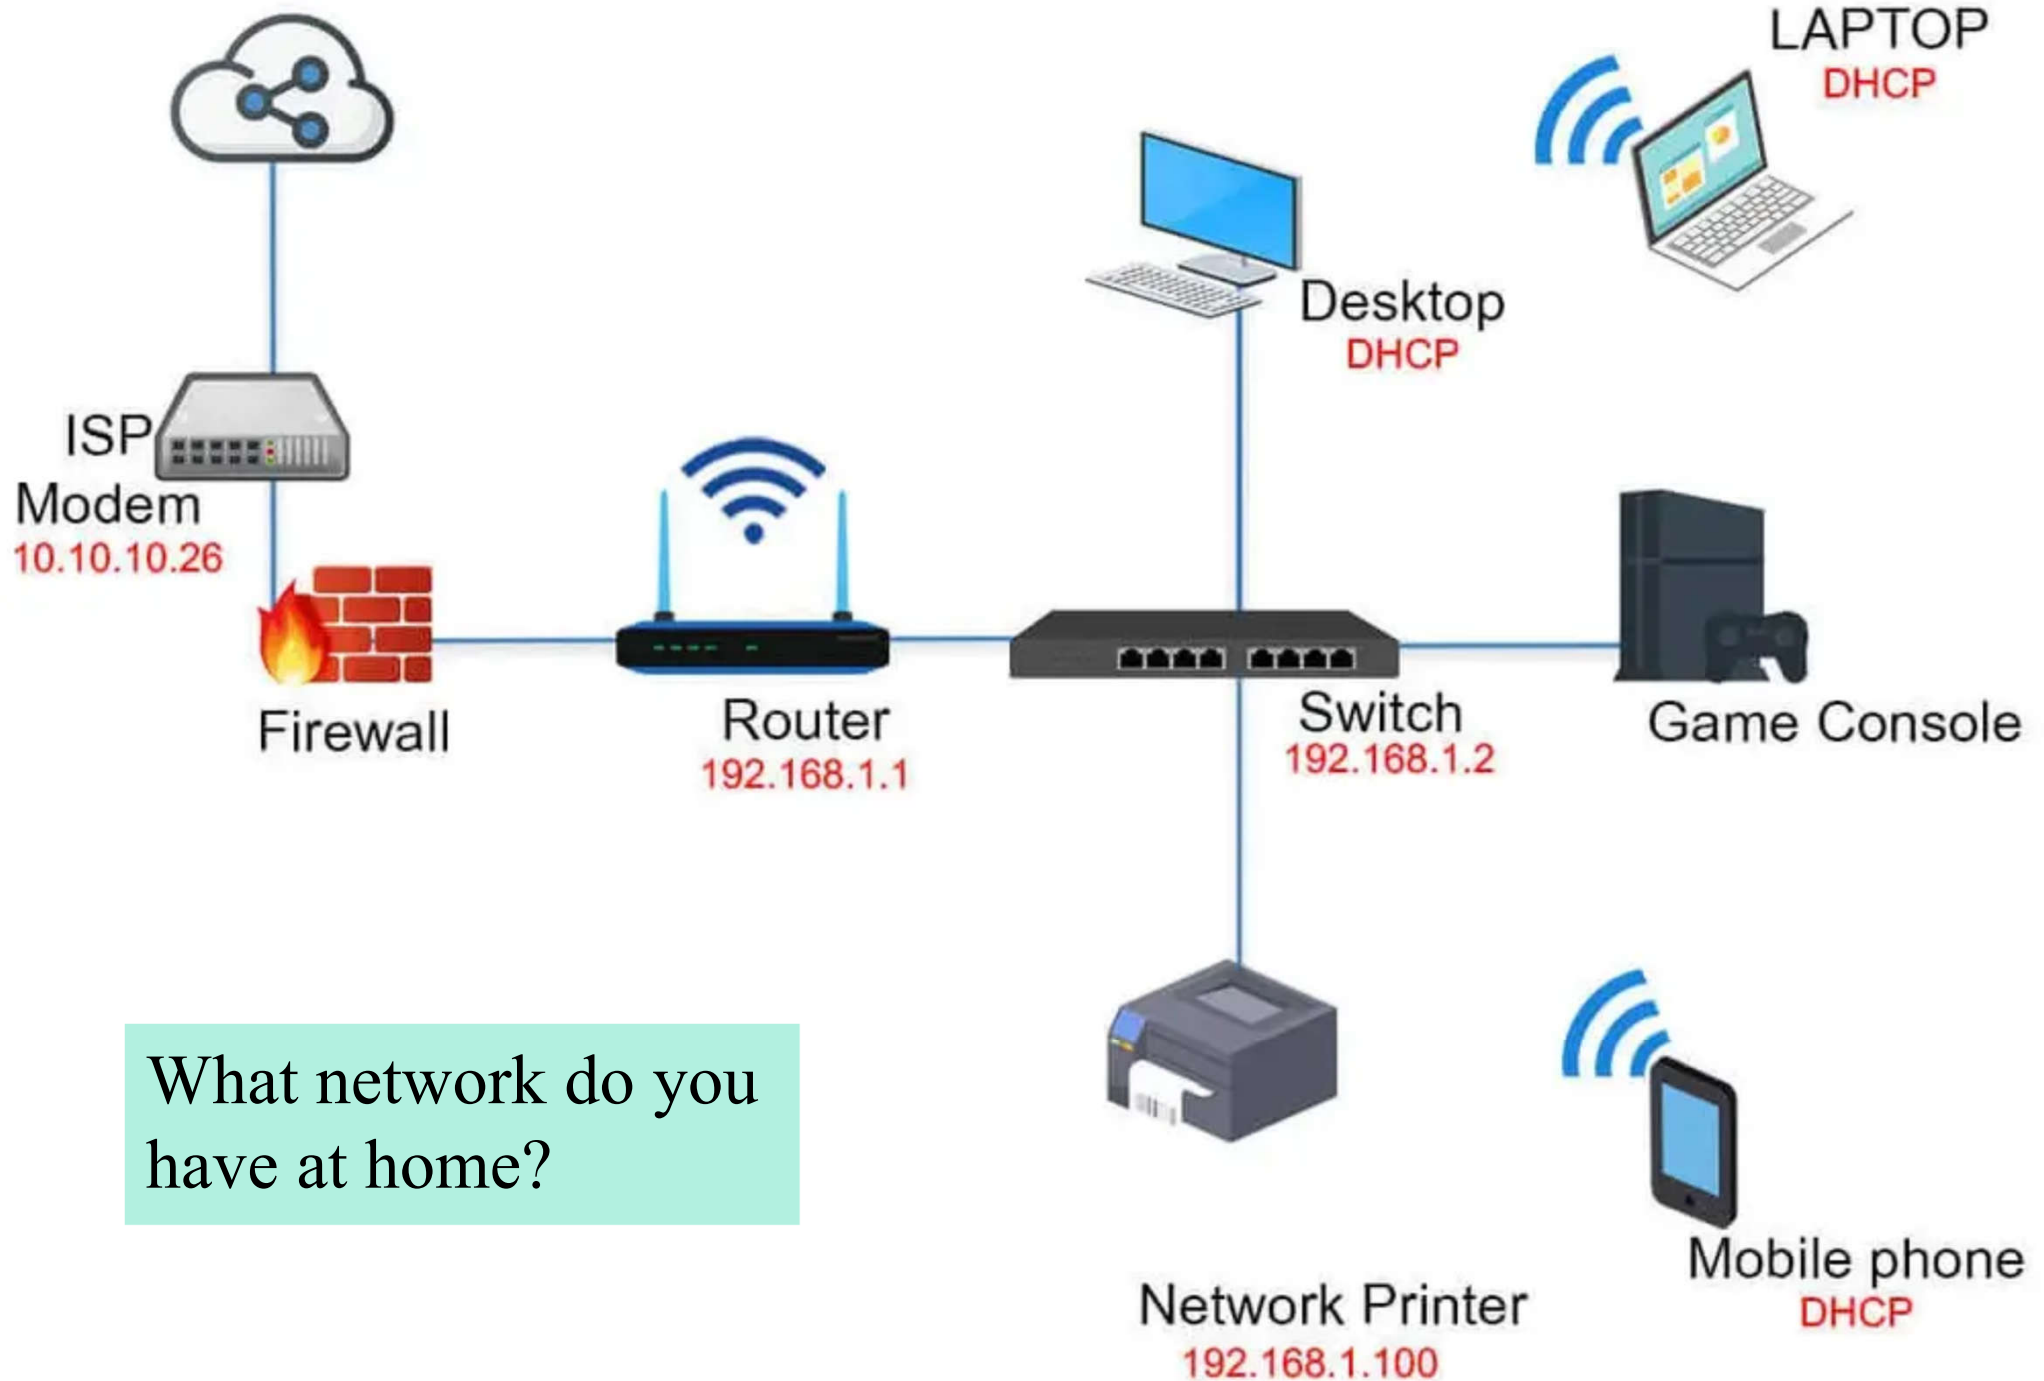 LAPTOP
DHCP
Desktop
DHCP
ISP
Modem
10.10.10.26
Firewall
Router
192.168.1.1
Switch
192.168.1.2
Game Console
What network do you
have at home?
Network Printer
192.168.1.100
Mobile phone
DHCP